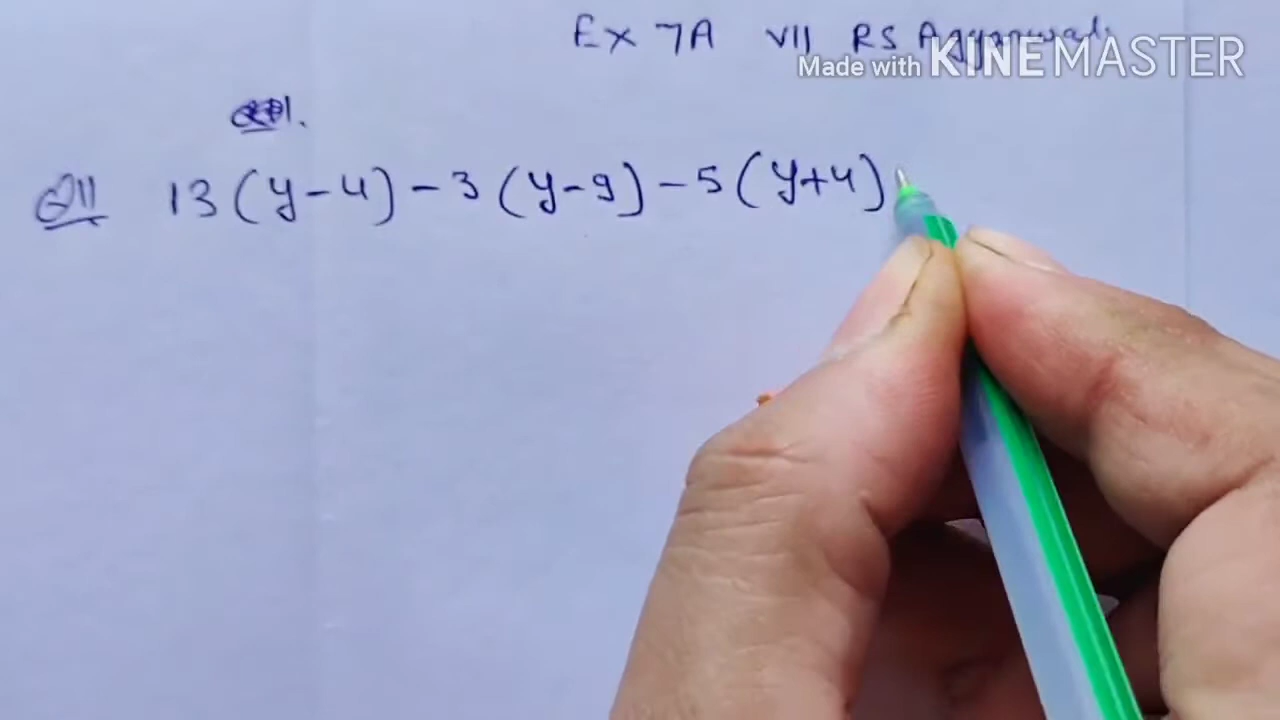 Ex 7A VII RS Aggarwal.
Made with KINEMASTER
Q11 13(y-4)-3(y-9)-5(y+4)